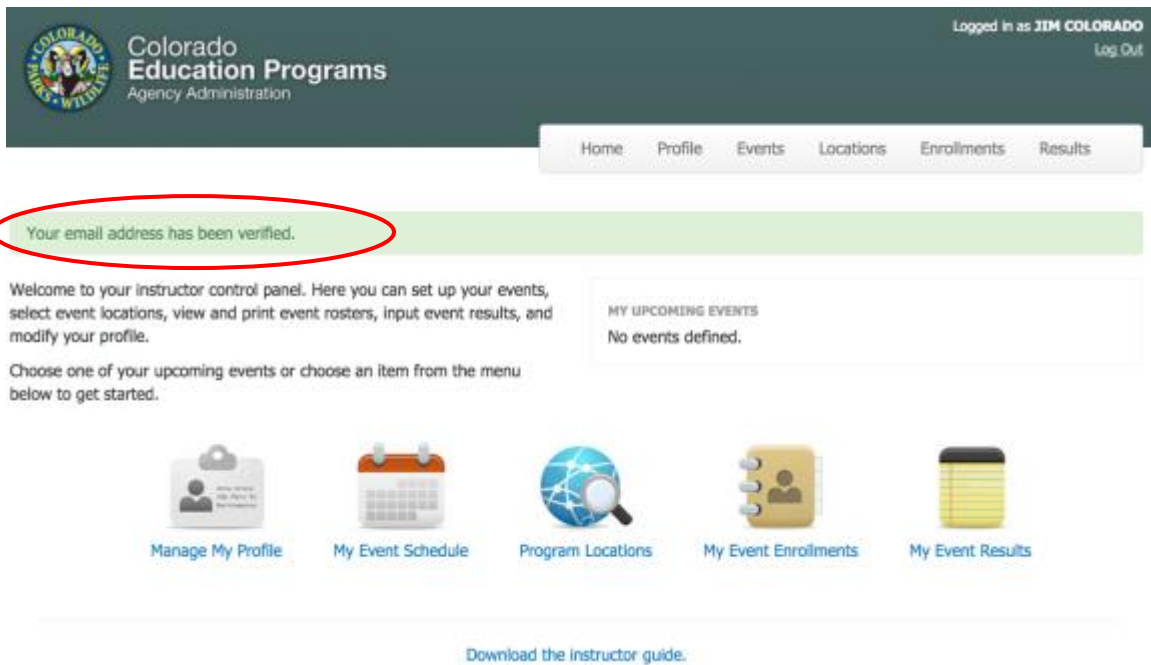 Logged in as JIM COLORADO
Log Out
COLORADO
PARKS • WILDLIFE
Colorado
Education Programs
Agency Administration
Home Profile Events Locations Enrollments Results
Your email address has been verified.
Welcome to your instructor control panel. Here you can set up your events,
select event locations, view and print event rosters, input event results, and
modify your profile.
Choose one of your upcoming events or choose an item from the menu
below to get started.
MY UPCOMING EVENTS
No events defined.
Manage My Profile My Event Schedule Program Locations My Event Enrollments My Event Results
Download the instructor guide.